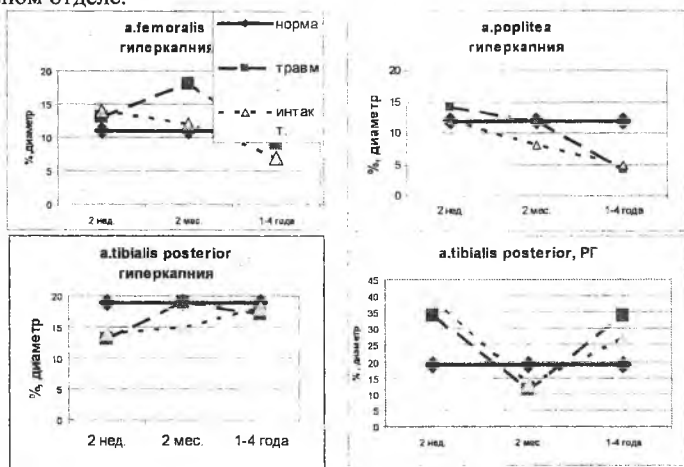 ном отделе.
a.femoralis
гиперкапния
норма
травм
интак
т.
%,диаметр
20
15
10
5
0
2 нед.
2 мес.
1-4 года
a.poplitea
гиперкапния
%, диаметр
20
15
10
5
0
2 нед.
2 мес.
1-4 года
a.tibialis posterior
гиперкапния
%, диаметр
20
15
10
5
0
2 нед.
2 мес.
1-4 года
a.tibialis posterior, РГ
%, диаметр
45
40
35
30
25
20
15
10
5
0
2 нед.
2 мес.
1-4 года